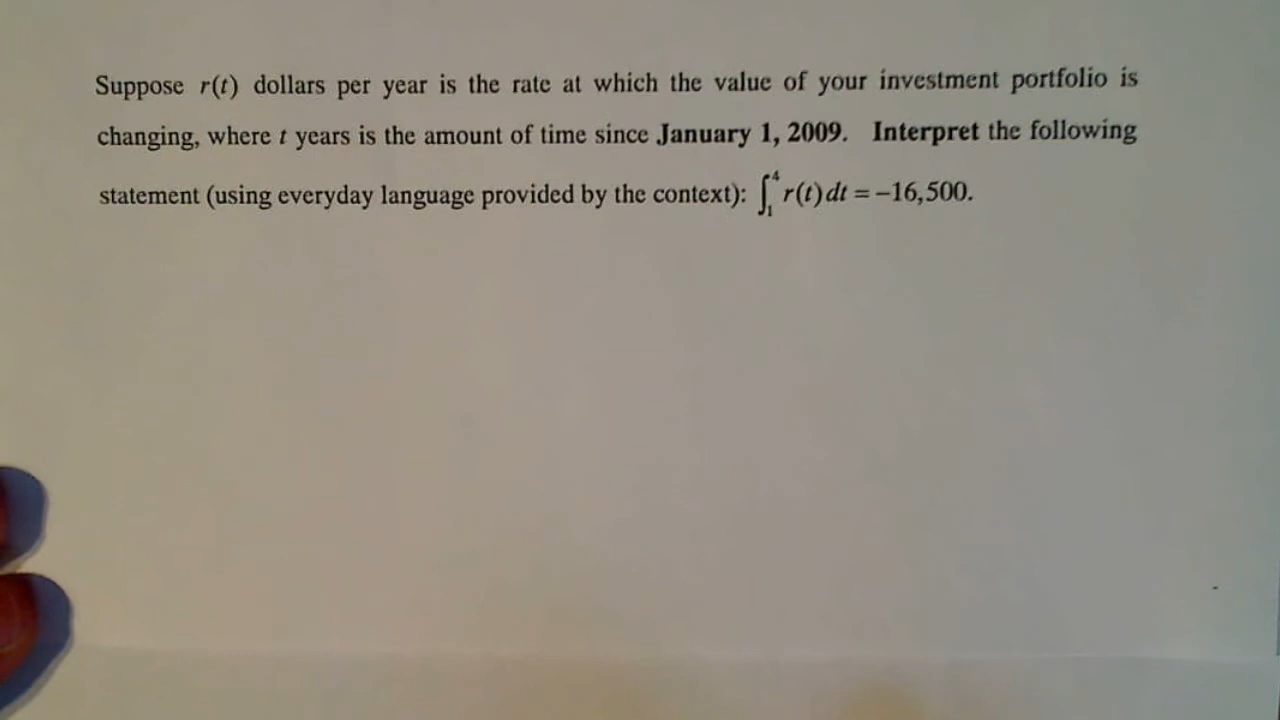 Suppose r(t) dollars per year is the rate at which the value of your investment portfolio is
changing, where t years is the amount of time since January 1, 2009. Interpret the following
statement (using everyday language provided by the context): ∫₁⁴ r(t) dt = −16,500.